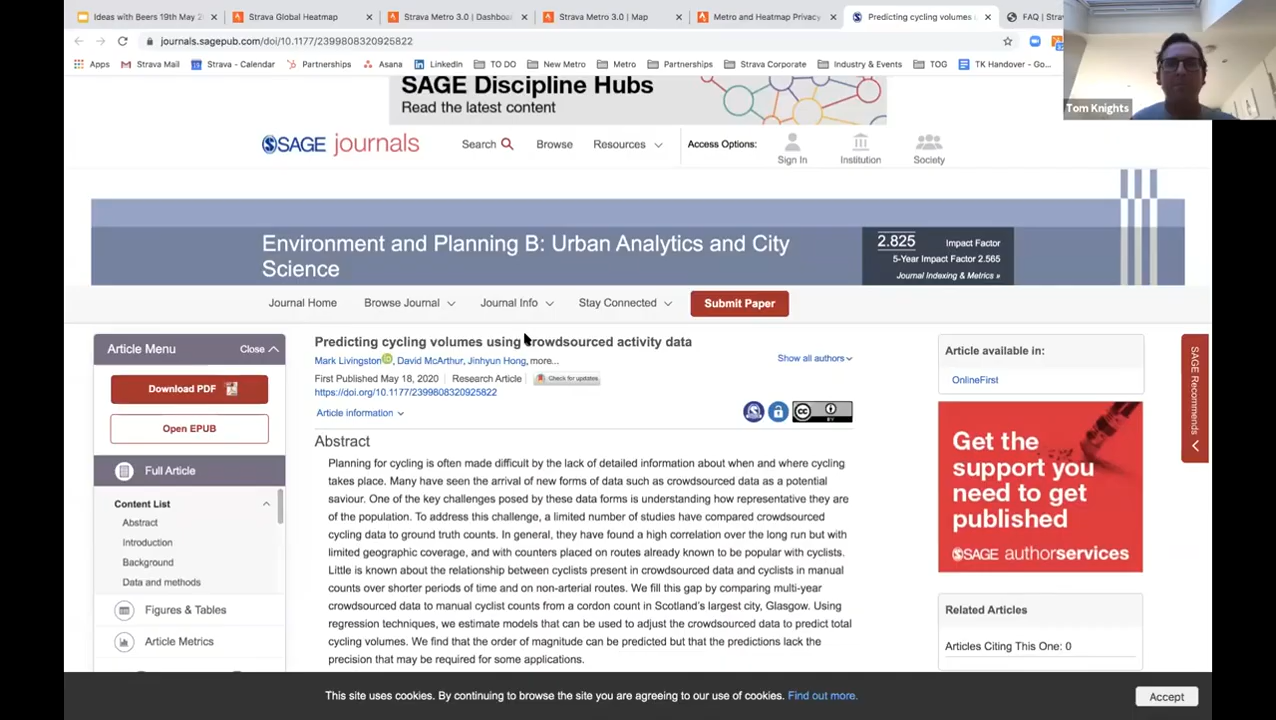 Ideas with Beers 19th May 2
Strava Global Heatmap
Strava Metro 3.0 | Dashboa
Strava Metro 3.0 | Map
Metro and Heatmap Privacy
Predicting cycling volumes
FAQ | Stra
journals.sagepub.com/doi/10.1177/2399808320925822
Apps
Strava Mail
Strava - Calendar
Partnerships
Asana
LinkedIn
TO DO
New Metro
Metro
Partnerships
Strava Corporate
Industry & Events
TOG
TK Handover - Go...
Tom Knights
SAGE Discipline Hubs
Read the latest content
SAGE journals
Search
Browse
Resources
Access Options:
Sign In
Institution
Society
Environment and Planning B: Urban Analytics and City
Science
2.825 Impact Factor
5-Year Impact Factor 2.565
Journal Indexing & Metrics »
Journal Home
Browse Journal
Journal Info
Stay Connected
Submit Paper
Article Menu
Close
Download PDF
Open EPUB
Full Article
Content List
Abstract
Introduction
Background
Data and methods
Figures & Tables
Article Metrics
Predicting cycling volumes using crowdsourced activity data
Mark Livingston, David McArthur, Jinhyun Hong, more...
Show all authors
First Published May 18, 2020 | Research Article | Check for updates
https://doi.org/10.1177/2399808320925822
Article information
Abstract
Planning for cycling is often made difficult by the lack of detailed information about when and where cycling
takes place. Many have seen the arrival of new forms of data such as crowdsourced data as a potential
saviour. One of the key challenges posed by these data forms is understanding how representative they are
of the population. To address this challenge, a limited number of studies have compared crowdsourced
cycling data to ground truth counts. In general, they have found a high correlation over the long run but with
limited geographic coverage, and with counters placed on routes already known to be popular with cyclists.
Little is known about the relationship between cyclists present in crowdsourced data and cyclists in manual
counts over shorter periods of time and on non-arterial routes. We fill this gap by comparing multi-year
crowdsourced data to manual cyclist counts from a cordon count in Scotland's largest city, Glasgow. Using
regression techniques, we estimate models that can be used to adjust the crowdsourced data to predict total
cycling volumes. We find that the order of magnitude can be predicted but that the predictions lack the
precision that may be required for some applications.
Article available in:
OnlineFirst
Get the
support you
need to get
published
SAGE authorservices
Related Articles
Articles Citing This One: 0
SAGE Recommends
This site uses cookies. By continuing to browse the site you are agreeing to our use of cookies. Find out more.
Accept